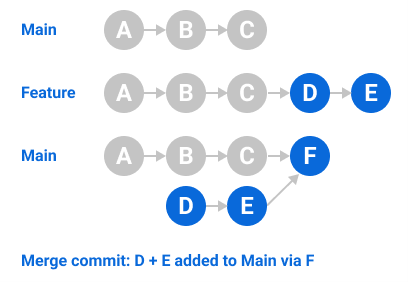 Main A B C
Feature A B C D E
Main A B C F
D E
Merge commit: D + E added to Main via F